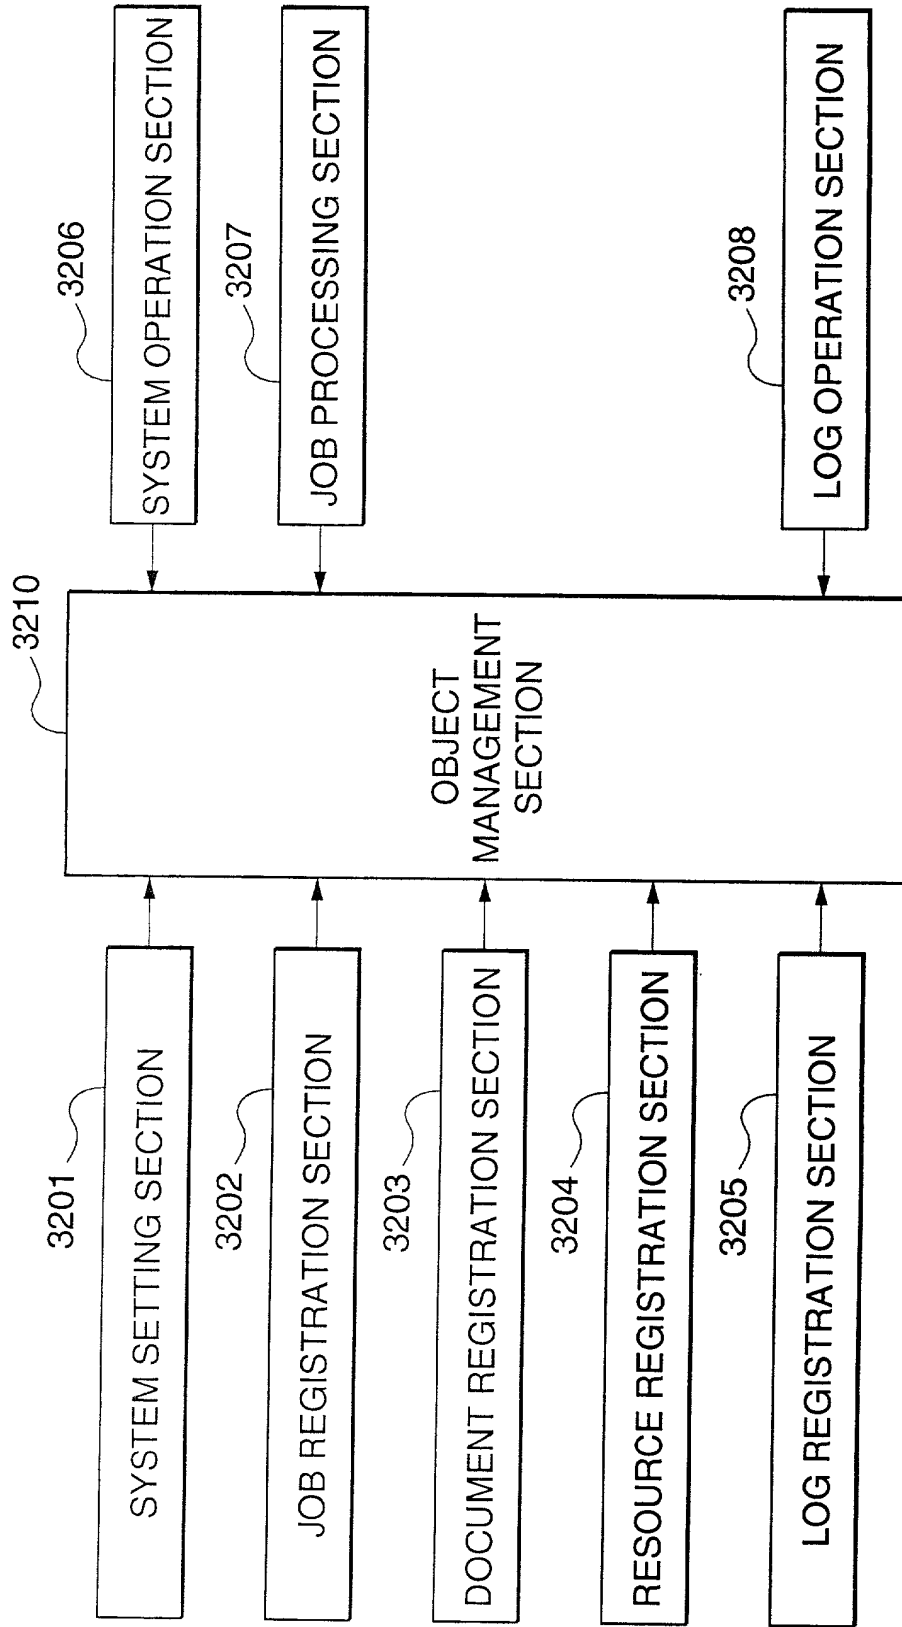 3210
3201
SYSTEM SETTING SECTION
3206
SYSTEM OPERATION SECTION
3202
JOB REGISTRATION SECTION
3207
JOB PROCESSING SECTION
OBJECT
MANAGEMENT
SECTION
3203
DOCUMENT REGISTRATION SECTION
3204
RESOURCE REGISTRATION SECTION
3205
LOG REGISTRATION SECTION
3208
LOG OPERATION SECTION